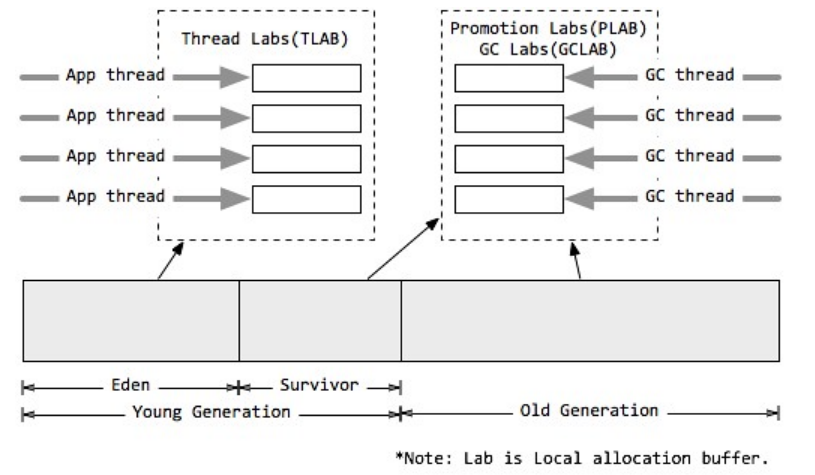 Thread Labs(TLAB)
Promotion Labs(PLAB)
GC Labs(GCLAB)
App thread
GC thread
App thread
GC thread
App thread
GC thread
App thread
GC thread
Eden
Survivor
Young Generation
Old Generation
*Note: Lab is Local allocation buffer.